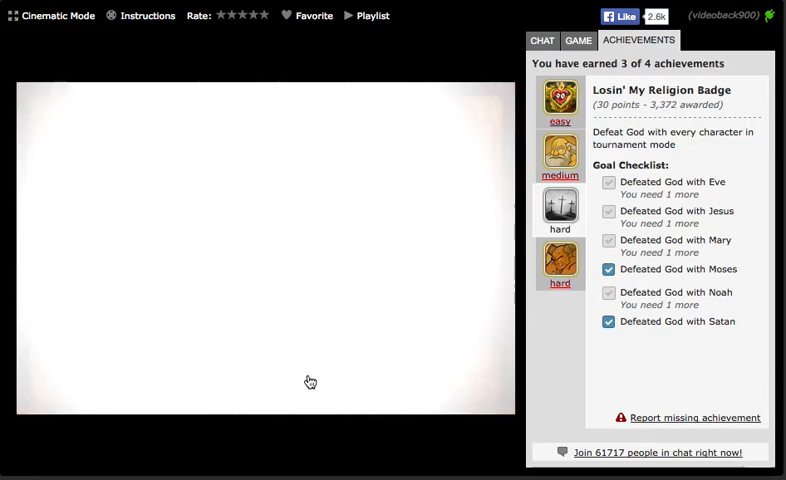 Cinematic Mode Instructions Rate: Favorite Playlist
Like 2.6k (videoback900)
CHAT GAME ACHIEVEMENTS
You have earned 3 of 4 achievements
easy
medium
hard
hard
Losin' My Religion Badge
(30 points - 3,372 awarded)
Defeat God with every character in
tournament mode
Goal Checklist:
Defeated God with Eve
You need 1 more
Defeated God with Jesus
You need 1 more
Defeated God with Mary
You need 1 more
Defeated God with Moses
Defeated God with Noah
You need 1 more
Defeated God with Satan
Report missing achievement
Join 61717 people in chat right now!